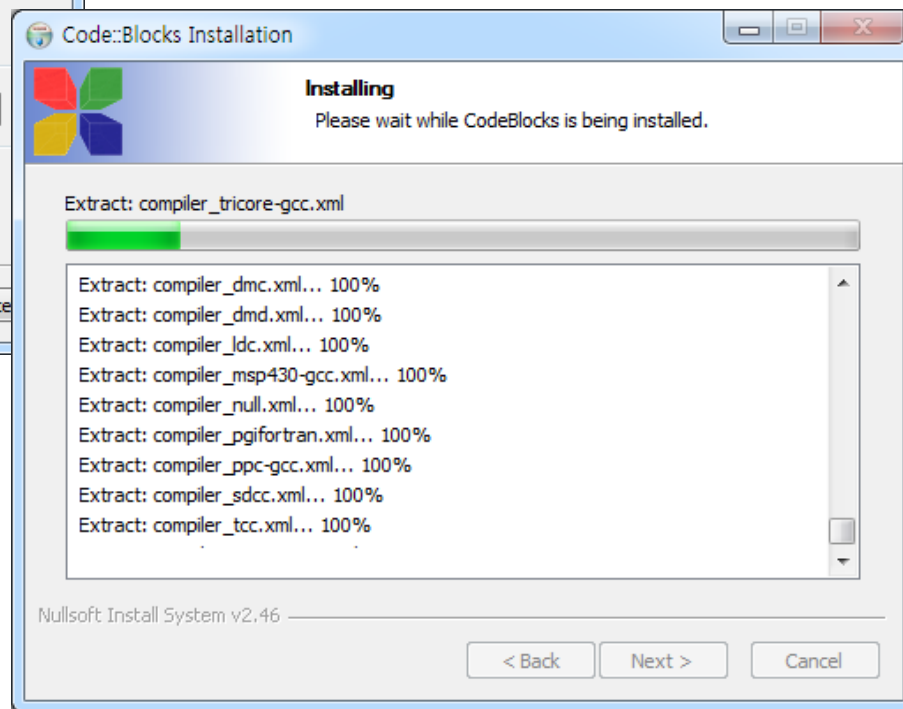 Code::Blocks Installation
Installing
Please wait while CodeBlocks is being installed.
Extract: compiler_tricore-gcc.xml
Extract: compiler_dmc.xml... 100%
Extract: compiler_dmd.xml... 100%
Extract: compiler_ldc.xml... 100%
Extract: compiler_msp430-gcc.xml... 100%
Extract: compiler_null.xml... 100%
Extract: compiler_pgifortran.xml... 100%
Extract: compiler_ppc-gcc.xml... 100%
Extract: compiler_sdcc.xml... 100%
Extract: compiler_tcc.xml... 100%
Nullsoft Install System v2.46
< Back
Next >
Cancel